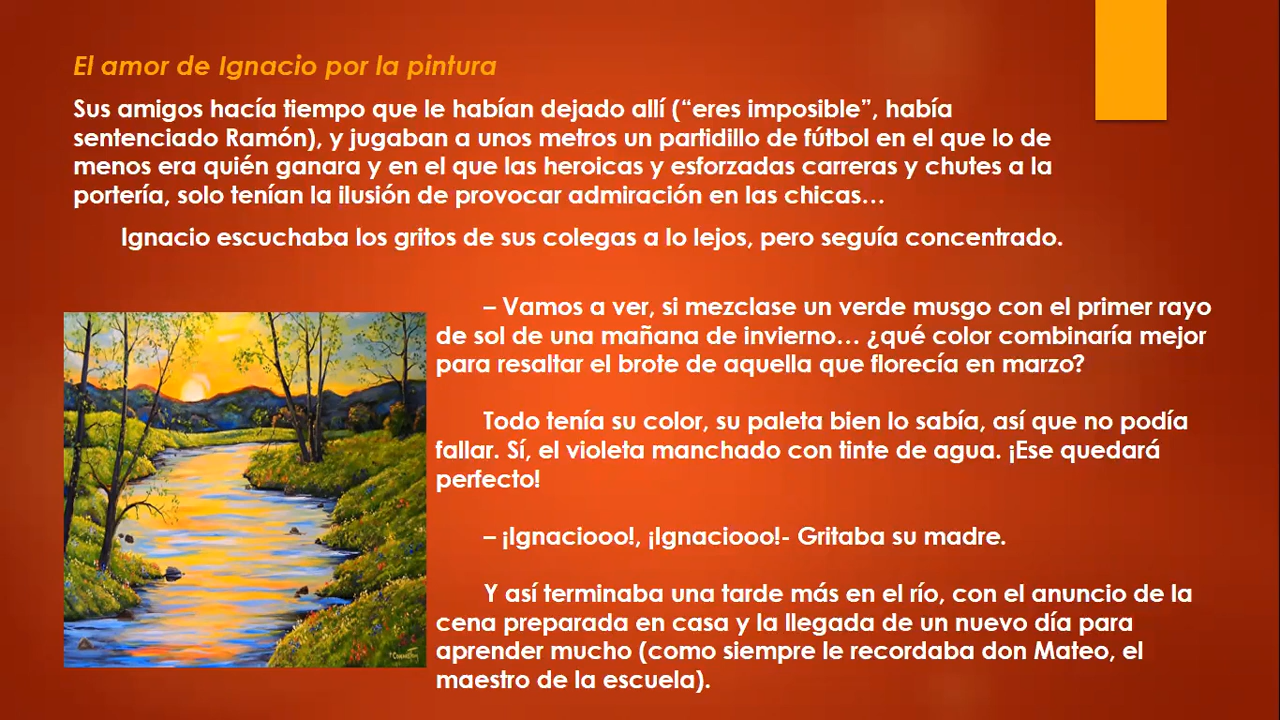 El amor de Ignacio por la pintura
Sus amigos hacía tiempo que le habían dejado allí (“eres imposible”, había
sentenciado Ramón), y jugaban a unos metros un partidillo de fútbol en el que lo de
menos era quién ganara y en el que las heroicas y esforzadas carreras y chutes a la
portería, solo tenían la ilusión de provocar admiración en las chicas…
Ignacio escuchaba los gritos de sus colegas a lo lejos, pero seguía concentrado.
– Vamos a ver, si mezclase un verde musgo con el primer rayo
de sol de una mañana de invierno… ¿qué color combinaría mejor
para resaltar el brote de aquella que florecía en marzo?
Todo tenía su color, su paleta bien lo sabía, así que no podía
fallar. Sí, el violeta manchado con tinte de agua. ¡Ese quedará
perfecto!
– ¡Ignaciooo!, ¡Ignaciooo!- Gritaba su madre.
Y así terminaba una tarde más en el río, con el anuncio de la
cena preparada en casa y la llegada de un nuevo día para
aprender mucho (como siempre le recordaba don Mateo, el
maestro de la escuela).